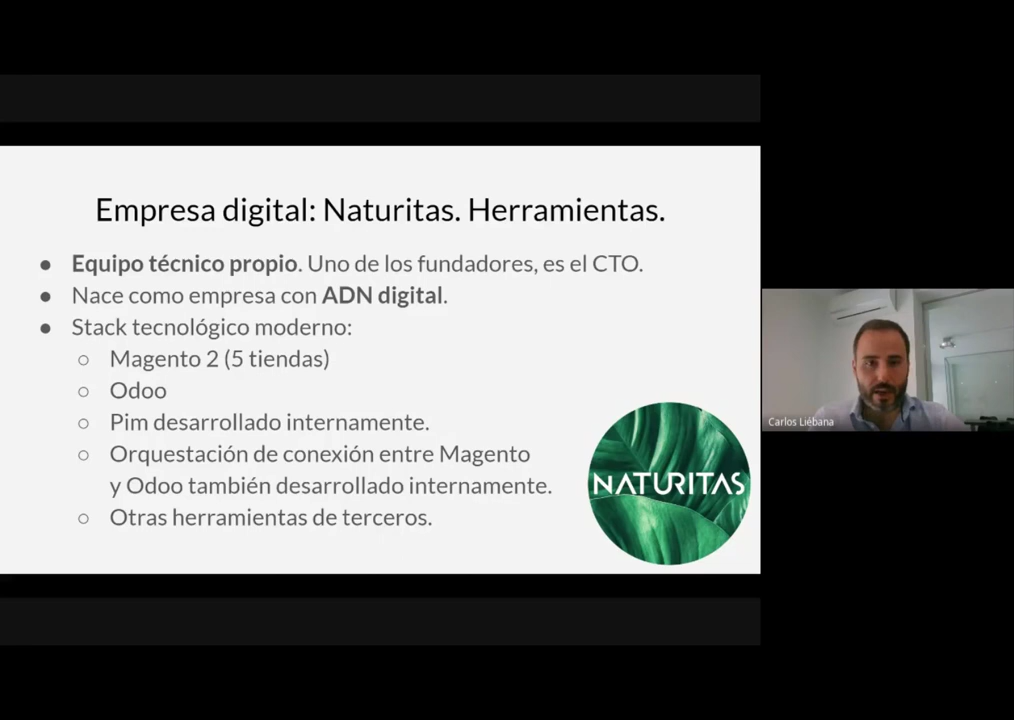 Empresa digital: Naturitas. Herramientas.
● Equipo técnico propio. Uno de los fundadores, es el CTO.
● Nace como empresa con ADN digital.
● Stack tecnológico moderno:
○ Magento 2 (5 tiendas)
○ Odoo
○ Pim desarrollado internamente.
○ Orquestación de conexión entre Magento
y Odoo también desarrollado internamente.
○ Otras herramientas de terceros.
NATURITAS
Carlos Liébana